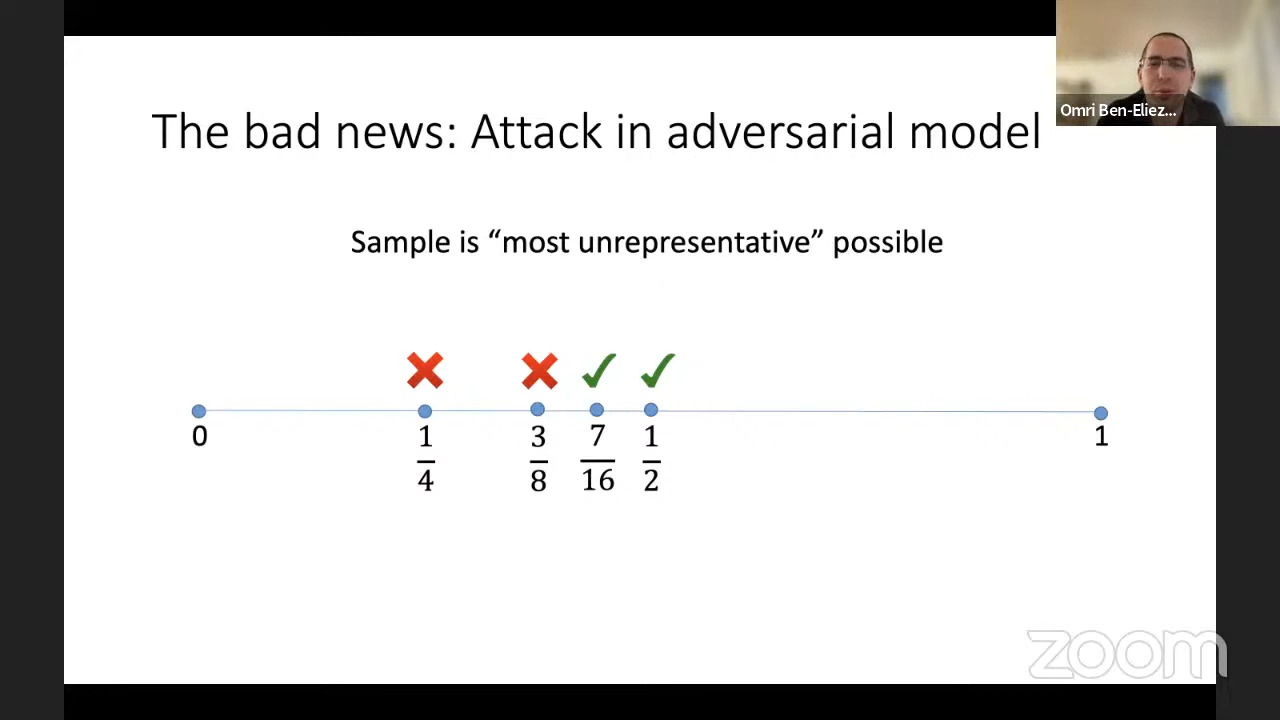 Omri Ben-Eliez...
The bad news: Attack in adversarial model
Sample is “most unrepresentative” possible
0
1/4
3/8
7/16
1/2
1
zoom